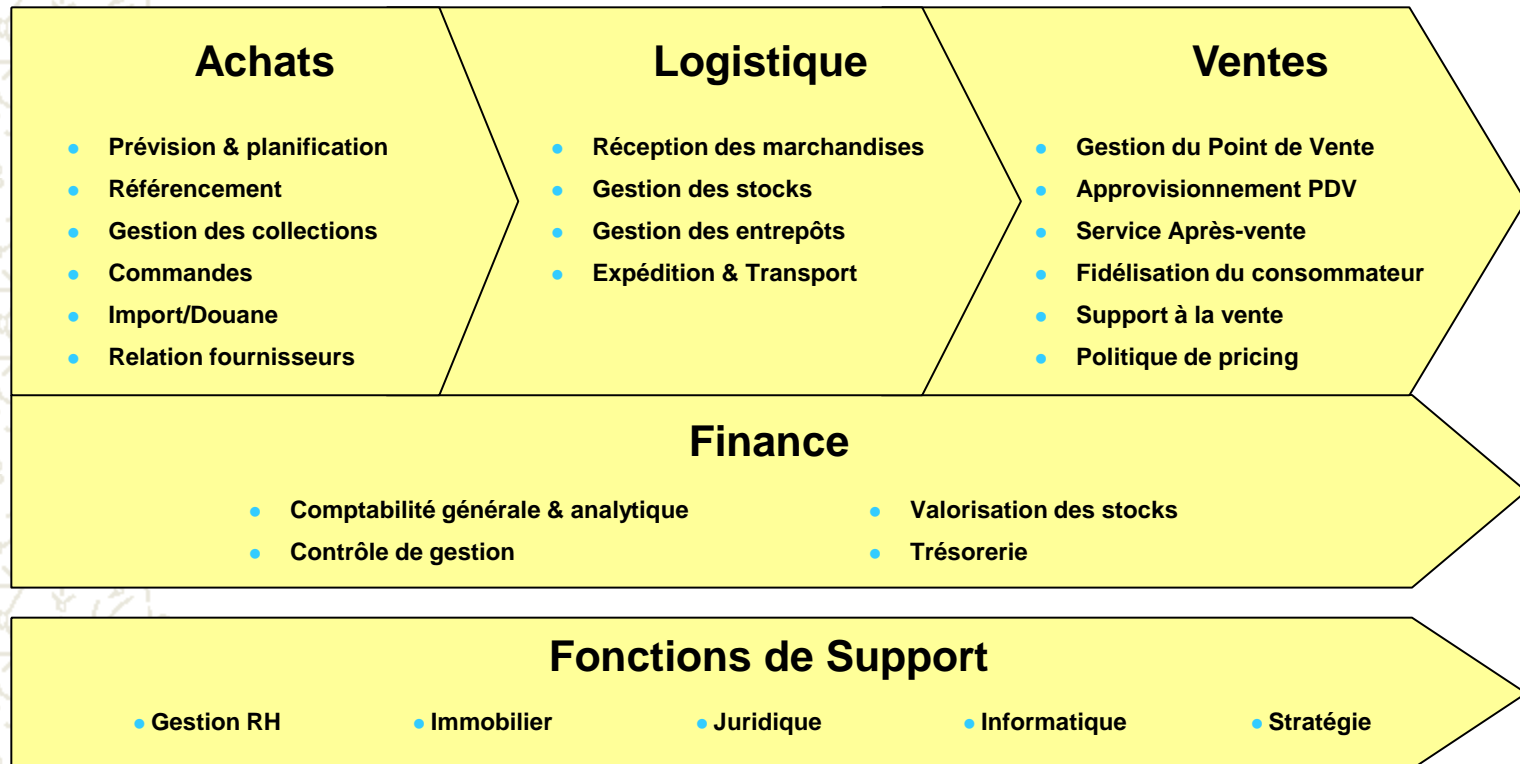 Achats
Prévision & planification
Référencement
Gestion des collections
Commandes
Import/Douane
Relation fournisseurs
Logistique
Réception des marchandises
Gestion des stocks
Gestion des entrepôts
Expédition & Transport
Ventes
Gestion du Point de Vente
Approvisionnement PDV
Service Après-vente
Fidélisation du consommateur
Support à la vente
Politique de pricing
Finance
Comptabilité générale & analytique
Contrôle de gestion
Valorisation des stocks
Trésorerie
Fonctions de Support
Gestion RH
Immobilier
Juridique
Informatique
Stratégie